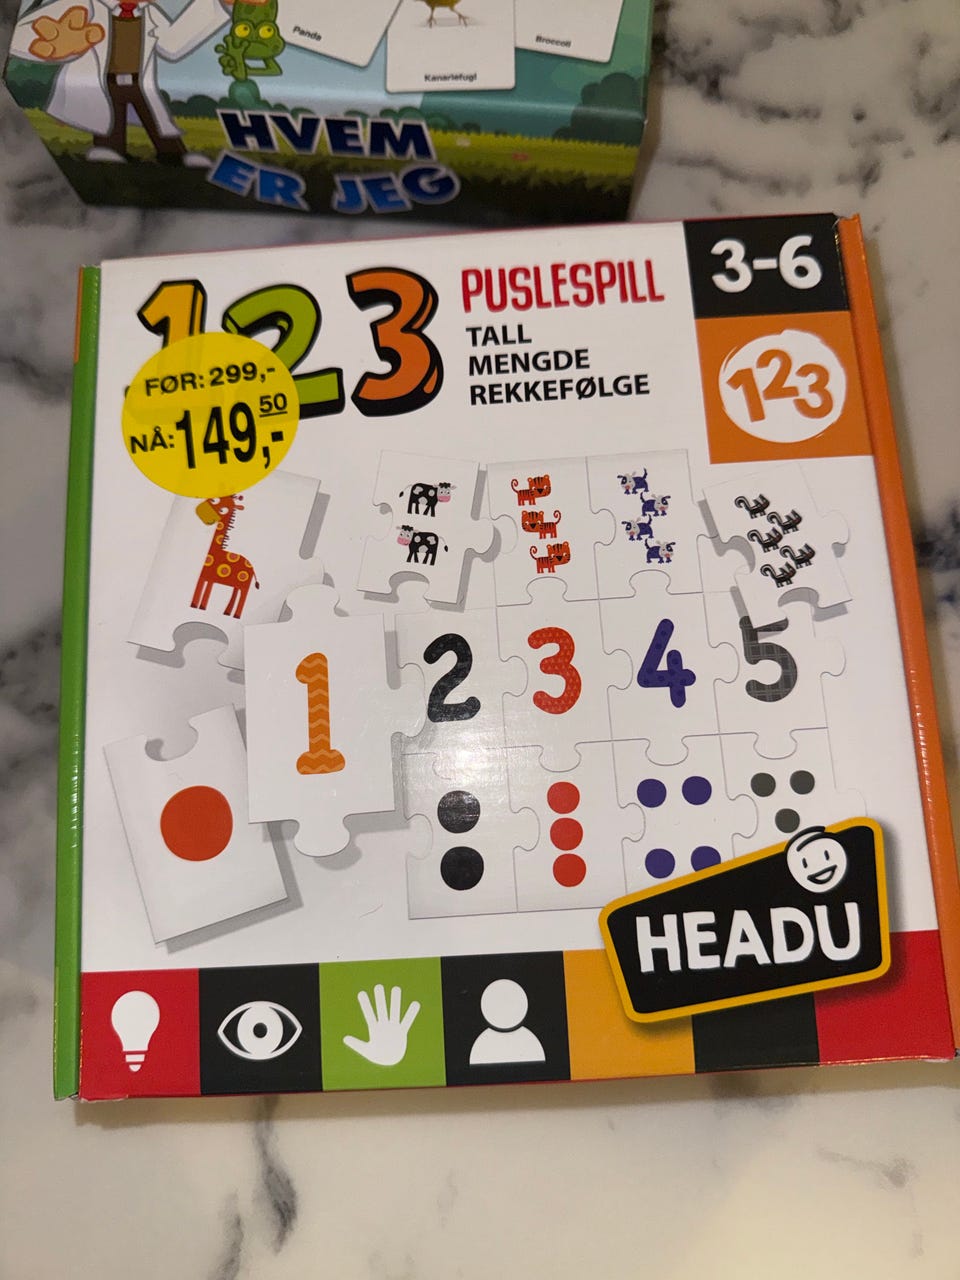 Panda
Kanariefugl
Broccoli
HVEM
ER JEG
123
PUSLESPILL
TALL
MENGDE
REKKEFØLGE
3-6
123
FØR: 299,-
NÅ: 149,50
1
2
3
4
5
HEADU